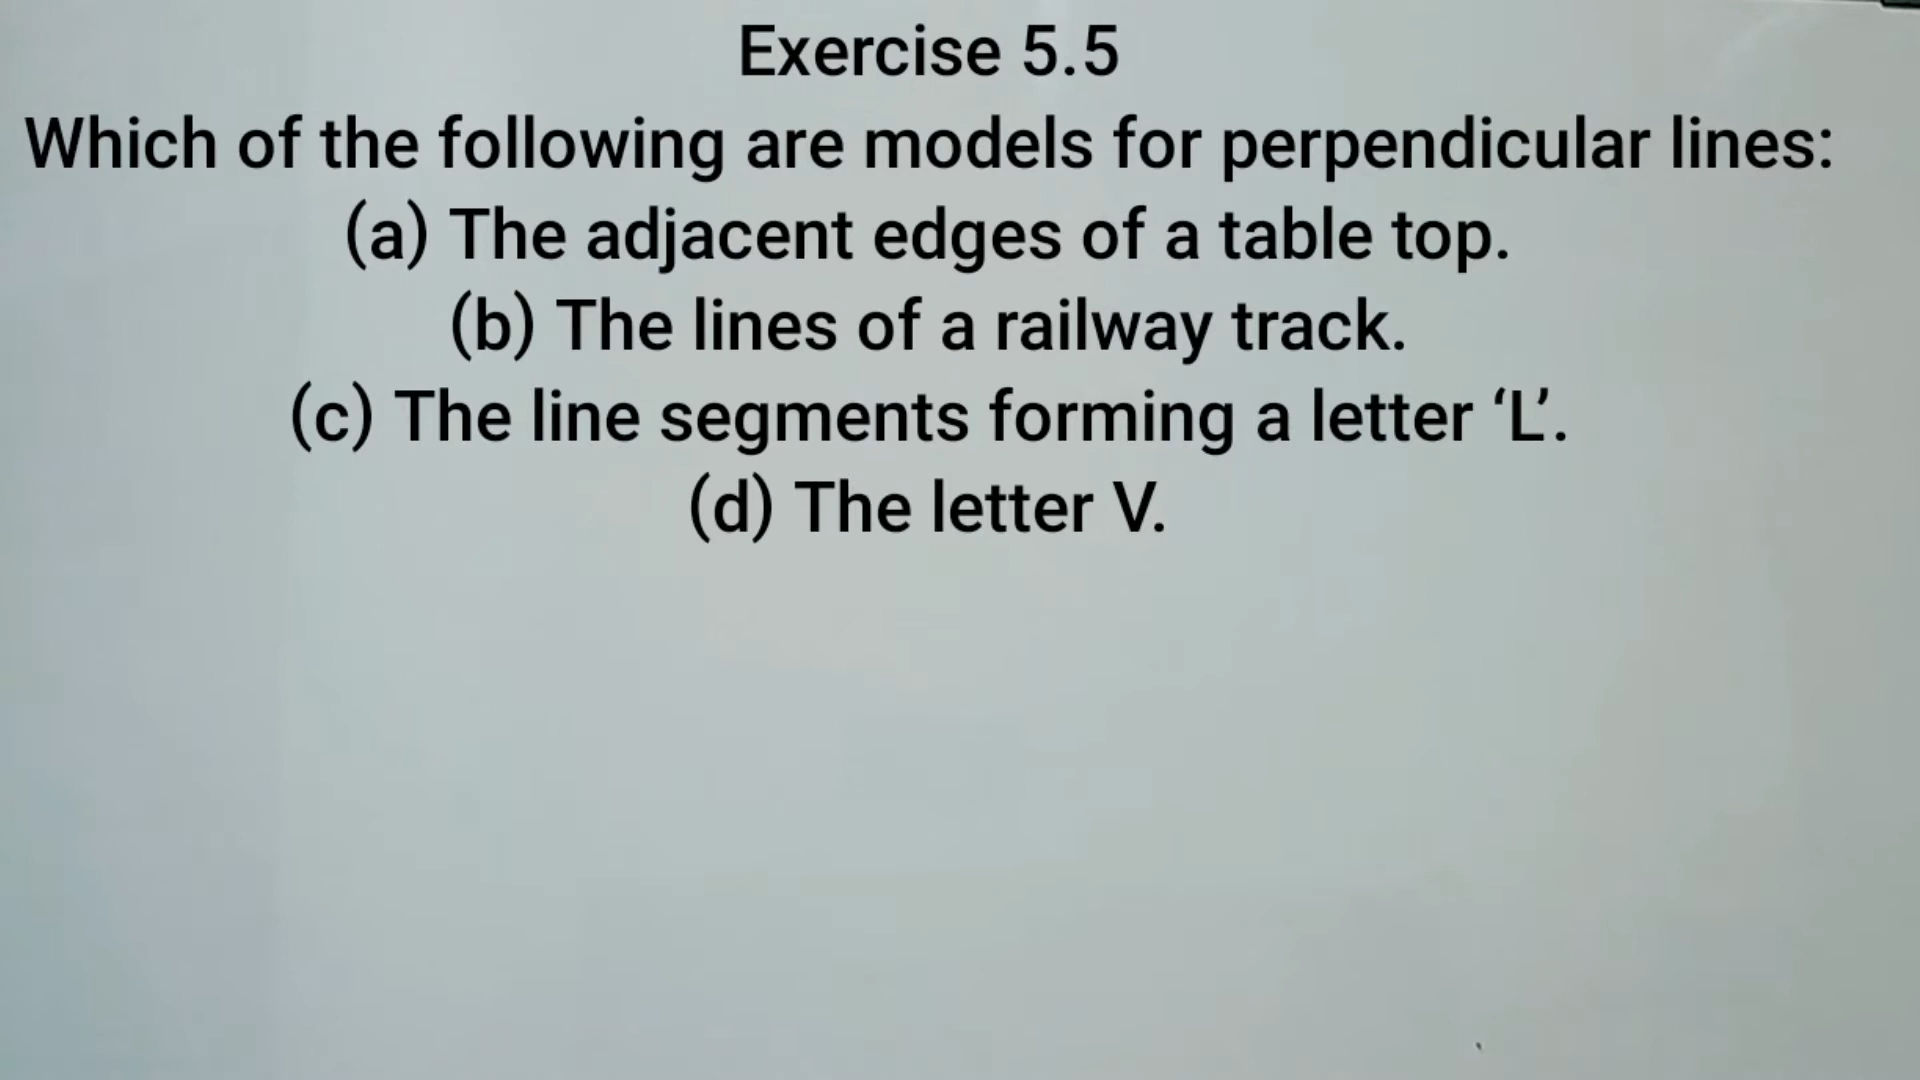 Exercise 5.5
Which of the following are models for perpendicular lines:
(a) The adjacent edges of a table top.
(b) The lines of a railway track.
(c) The line segments forming a letter ‘L’.
(d) The letter V.